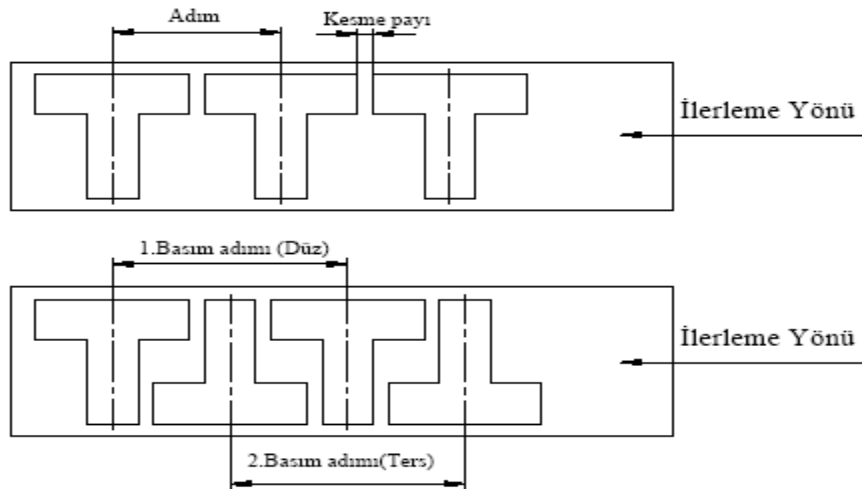 Adım
Kesme payı
İlerleme Yönü
1.Basım adımı (Düz)
İlerleme Yönü
2.Basım adımı(Ters)